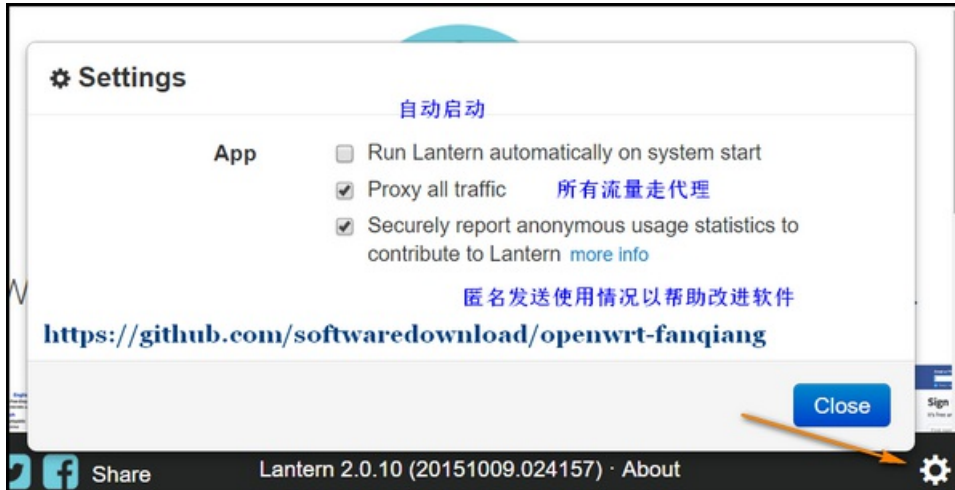 Settings
自动启动
App
Run Lantern automatically on system start
Proxy all traffic 所有流量走代理
Securely report anonymous usage statistics to
contribute to Lantern more info
匿名发送使用情况以帮助改进软件
https://github.com/softwaredownload/openwrt-fanqiang
Close
Sign
Share Lantern 2.0.10 (20151009.024157) · About